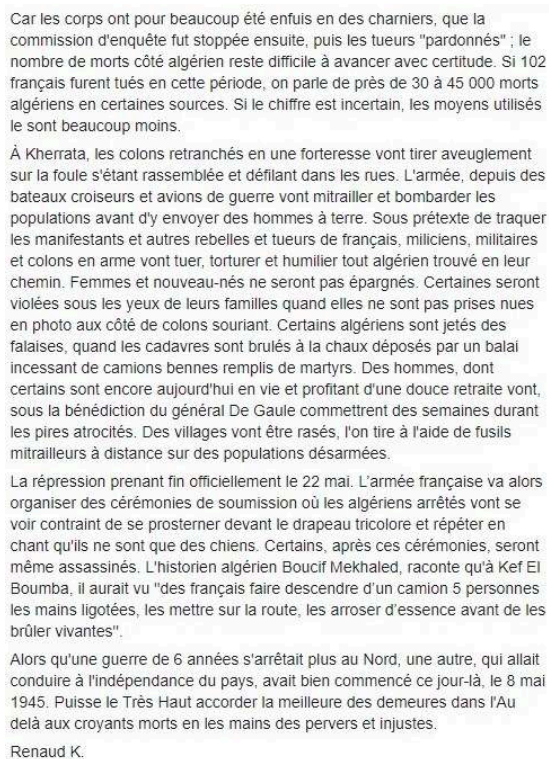 Car les corps ont pour beaucoup été enfuis en des charniers, que la
commission d'enquête fut stoppée ensuite, puis les tueurs "pardonnés" ; le
nombre de morts côté algérien reste difficile à avancer avec certitude. Si 102
français furent tués en cette période, on parle de près de 30 à 45 000 morts
algériens en certaines sources. Si le chiffre est incertain, les moyens utilisés
le sont beaucoup moins.
À Kherrata, les colons retranchés en une forteresse vont tirer aveuglement
sur la foule s'étant rassemblée et défilant dans les rues. L'armée, depuis des
bateaux croiseurs et avions de guerre vont mitrailler et bombarder les
populations avant d'y envoyer des hommes à terre. Sous prétexte de traquer
les manifestants et autres rebelles et tueurs de français, miliciens, militaires
et colons en arme vont tuer, torturer et humilier tout algérien trouvé en leur
chemin. Femmes et nouveau-nés ne seront pas épargnés. Certaines seront
violées sous les yeux de leurs familles quand elles ne sont pas prises nues
en photo aux côté de colons souriant. Certains algériens sont jetés des
falaises, quand les cadavres sont brulés à la chaux déposés par un balai
incessant de camions bennes remplis de martyrs. Des hommes, dont
certains sont encore aujourd'hui en vie et profitant d'une douce retraite vont,
sous la bénédiction du général De Gaule commettrent des semaines durant
les pires atrocités. Des villages vont être rasés, l'on tire à l'aide de fusils
mitrailleurs à distance sur des populations désarmées.
La répression prenant fin officiellement le 22 mai. L'armée française va alors
organiser des cérémonies de soumission où les algériens arrêtés vont se
voir contraint de se prosterner devant le drapeau tricolore et répéter en
chant qu'ils ne sont que des chiens. Certains, après ces cérémonies, seront
même assassinés. L'historien algérien Boucif Mekhaled, raconte qu'à Kef El
Boumba, il aurait vu "des français faire descendre d'un camion 5 personnes
les mains ligotées, les mettre sur la route, les arroser d'essence avant de les
brûler vivantes".
Alors qu'une guerre de 6 années s'arrêtait plus au Nord, une autre, qui allait
conduire à l'indépendance du pays, avait bien commencé ce jour-là, le 8 mai
1945. Puisse le Très Haut accorder la meilleure des demeures dans l'Au
delà aux croyants morts en les mains des pervers et injustes.
Renaud K.